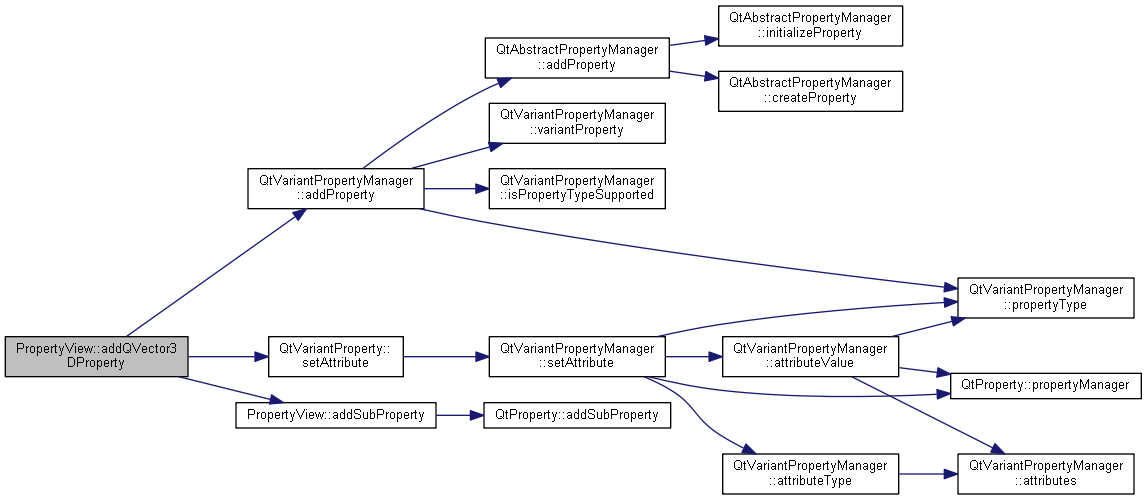 QtAbstractPropertyManager
::initializeProperty
QtAbstractPropertyManager
::addProperty
QtAbstractPropertyManager
::createProperty
QtVariantPropertyManager
::variantProperty
QtVariantPropertyManager
::addProperty
QtVariantPropertyManager
::isPropertyTypeSupported
QtVariantPropertyManager
::propertyType
PropertyView::addQVector3
DProperty
QtVariantProperty::
setAttribute
QtVariantPropertyManager
::setAttribute
QtVariantPropertyManager
::attributeValue
QtProperty::propertyManager
PropertyView::addSubProperty
QtProperty::addSubProperty
QtVariantPropertyManager
::attributeType
QtVariantPropertyManager
::attributes